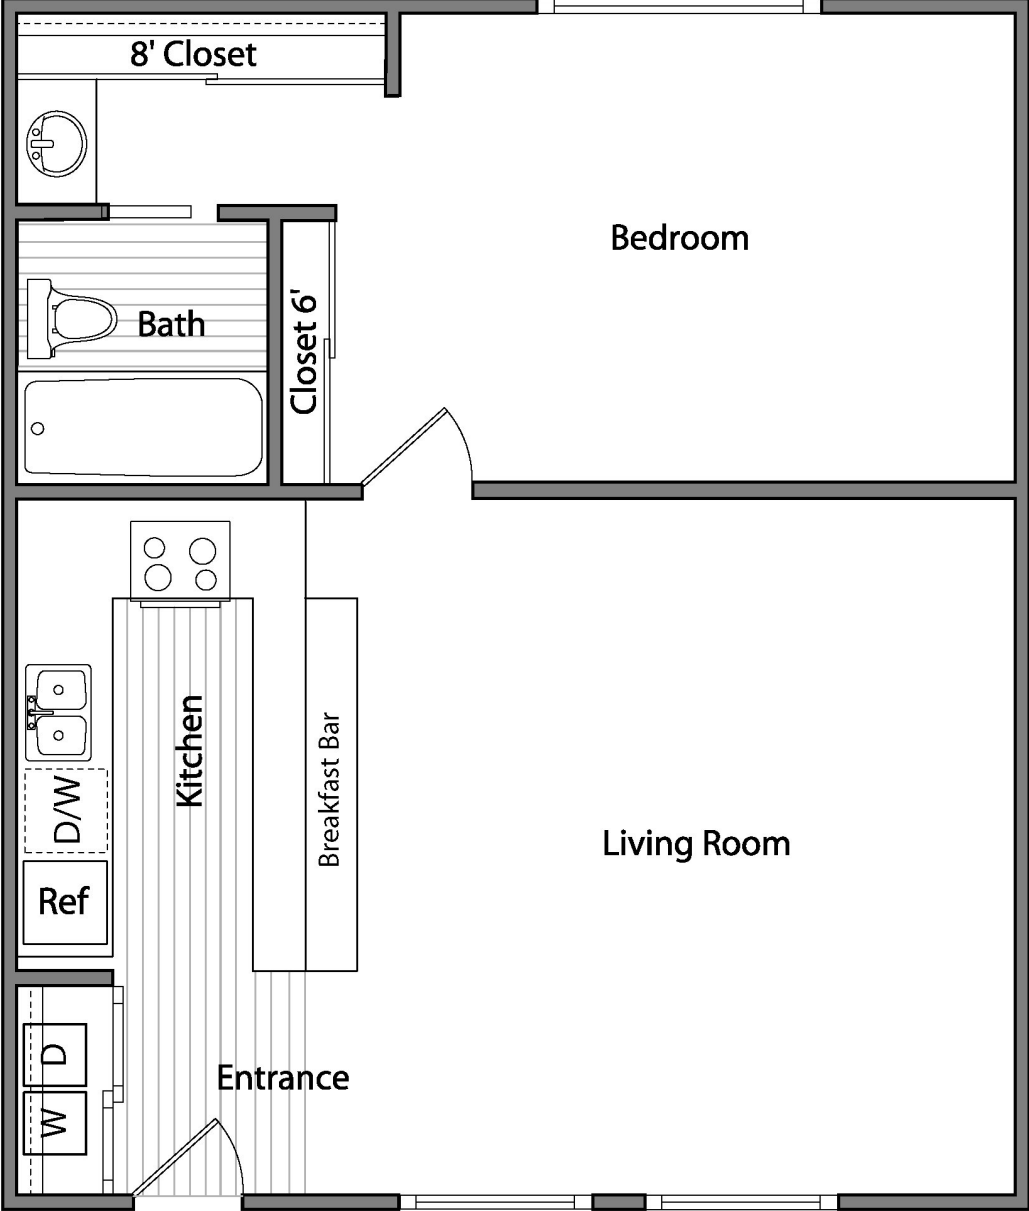 8' Closet
Bedroom
Closet 6'
Bath
Kitchen
Breakfast Bar
D/W
Living Room
Ref
D
Entrance
W